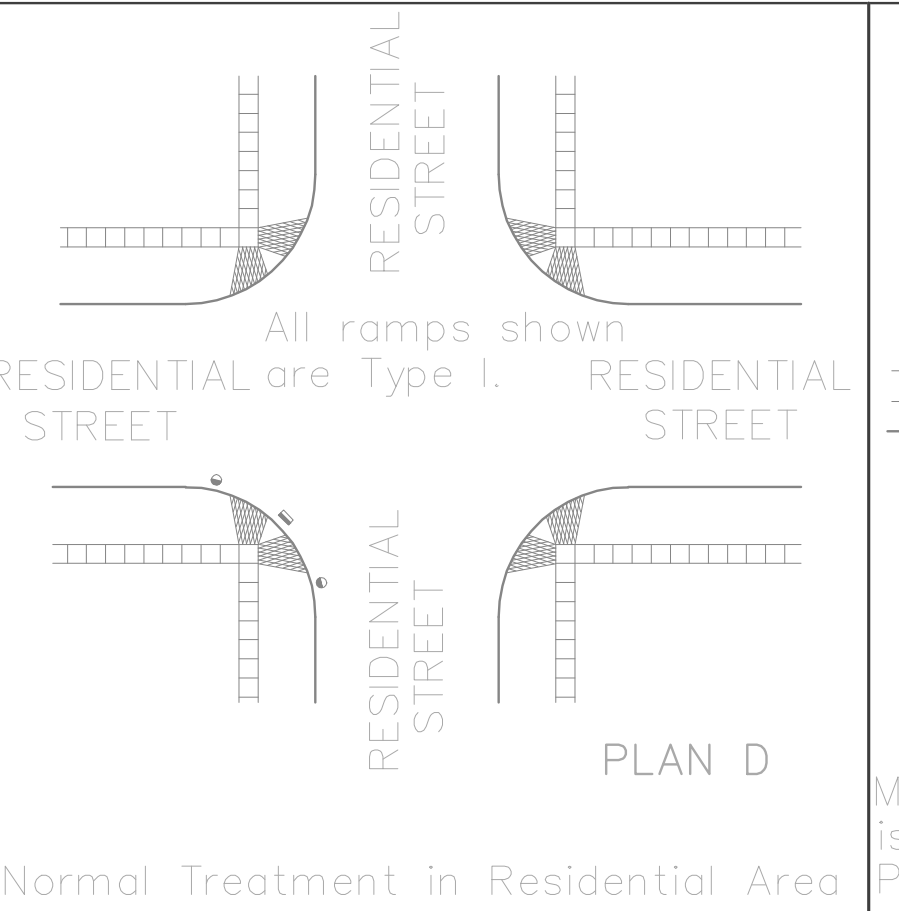 RESIDENTIAL
STREET
All ramps shown
are Type I.
RESIDENTIAL
STREET
RESIDENTIAL
STREET
RESIDENTIAL
STREET
PLAN D
Normal Treatment in Residential Area